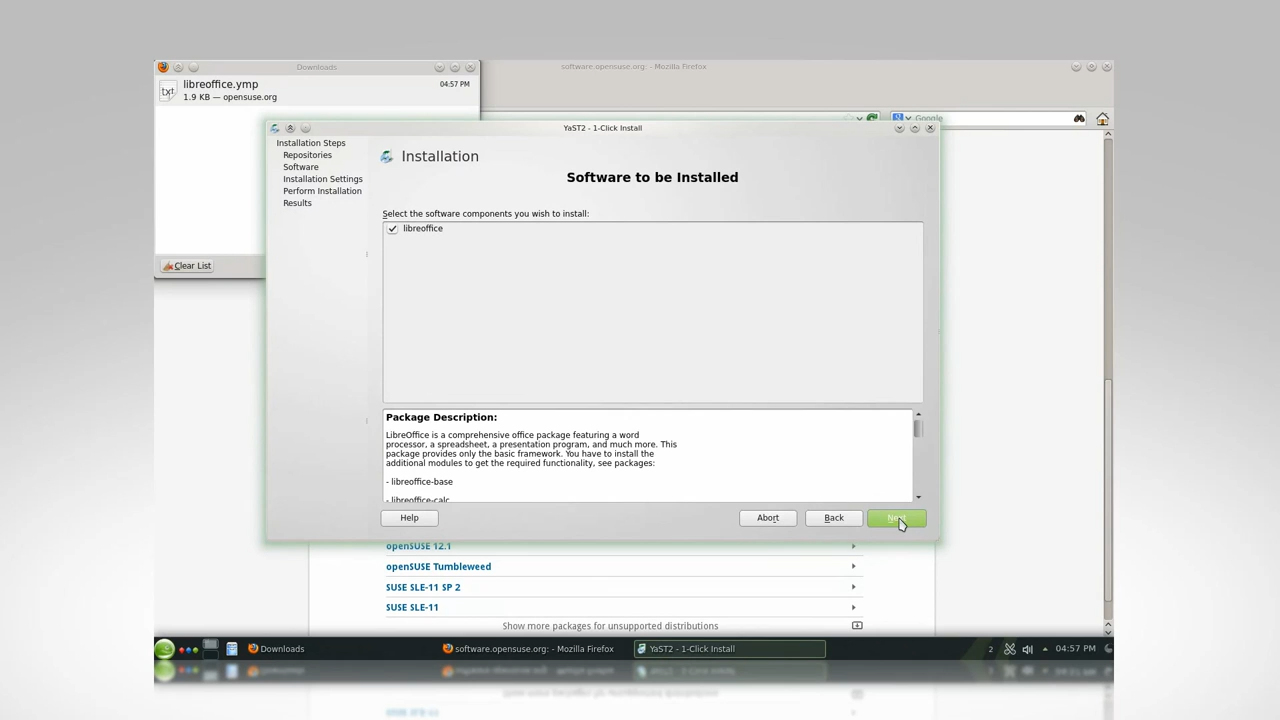 Downloads
software.opensuse.org: - Mozilla Firefox
libreoffice.ymp
04:57 PM
1.9 KB — opensuse.org
Google
YaST2 - 1-Click Install
Installation Steps
Repositories
Software
Installation Settings
Perform Installation
Results
Clear List
Installation
Software to be Installed
Select the software components you wish to install:
libreoffice
Package Description:
LibreOffice is a comprehensive office package featuring a word
processor, a spreadsheet, a presentation program, and much more. This
package provides only the basic framework. You have to install the
additional modules to get the required functionality, see packages:
- libreoffice-base
- libreoffice-calc
Help
Abort
Back
Next
openSUSE 12.1
openSUSE Tumbleweed
SUSE SLE-11 SP 2
SUSE SLE-11
Show more packages for unsupported distributions
Downloads
software.opensuse.org: - Mozilla Firefox
YaST2 - 1-Click Install
2
04:57 PM